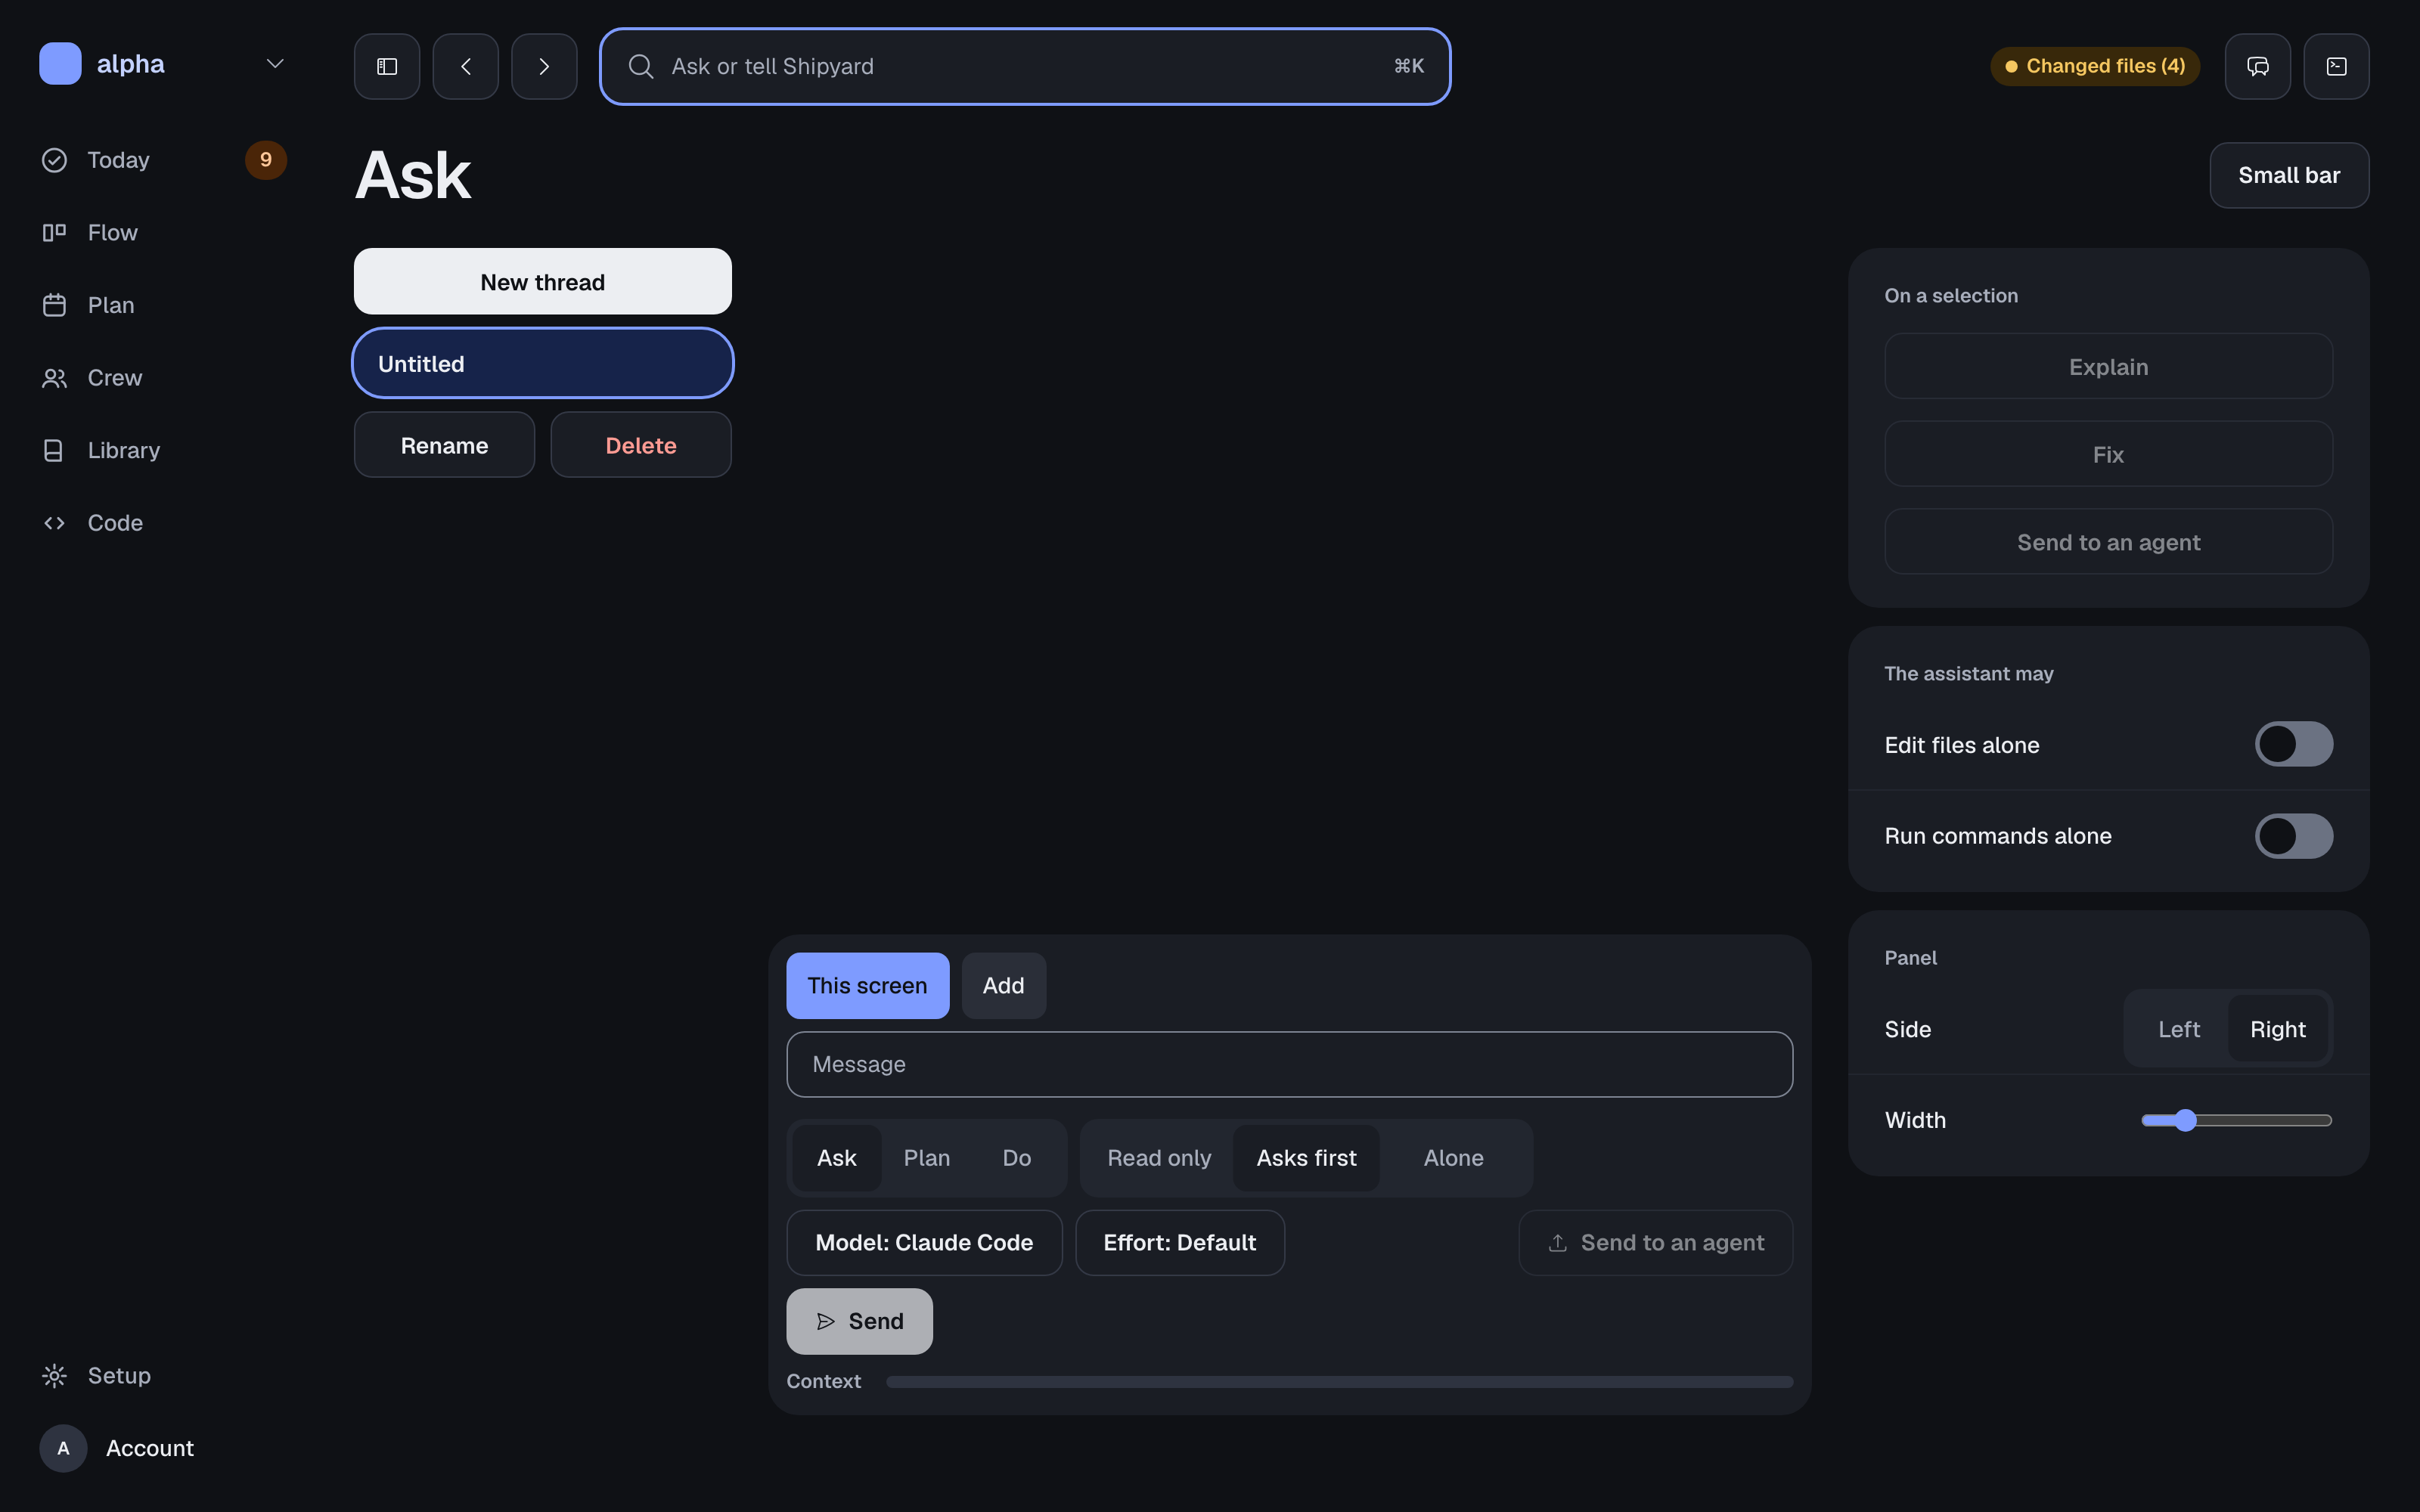 alpha
Ask or tell Shipyard
⌘K
Changed files (4)
Today
9
Flow
Plan
Crew
Library
Code
Setup
A
Account
Ask
Small bar
New thread
Untitled
Rename
Delete
This screen
Add
Message
Ask
Plan
Do
Read only
Asks first
Alone
Model: Claude Code
Effort: Default
Send to an agent
Send
Context
On a selection
Explain
Fix
Send to an agent
The assistant may
Edit files alone
Run commands alone
Panel
Side
Left
Right
Width